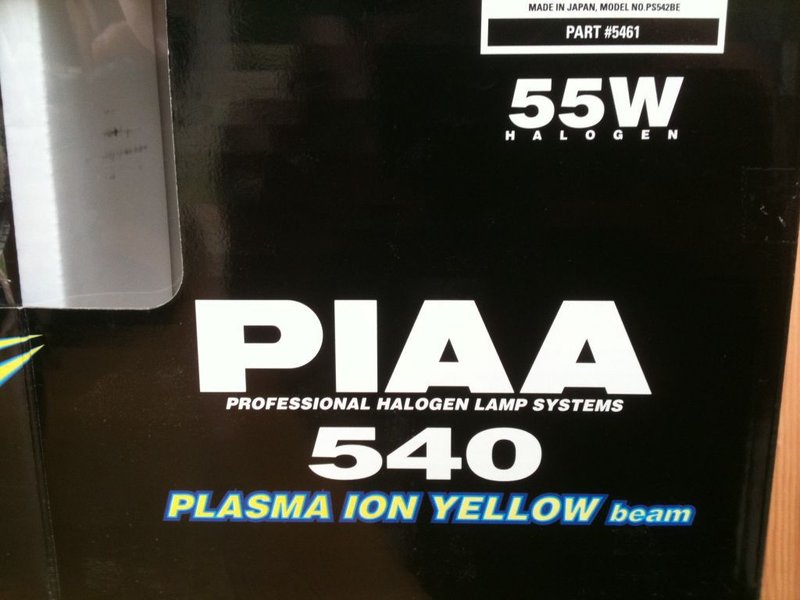 MADE IN JAPAN, MODEL NO.PS542BE
PART #5461
55W
HALOGEN
PIAA
PROFESSIONAL HALOGEN LAMP SYSTEMS
540
PLASMA ION YELLOW beam